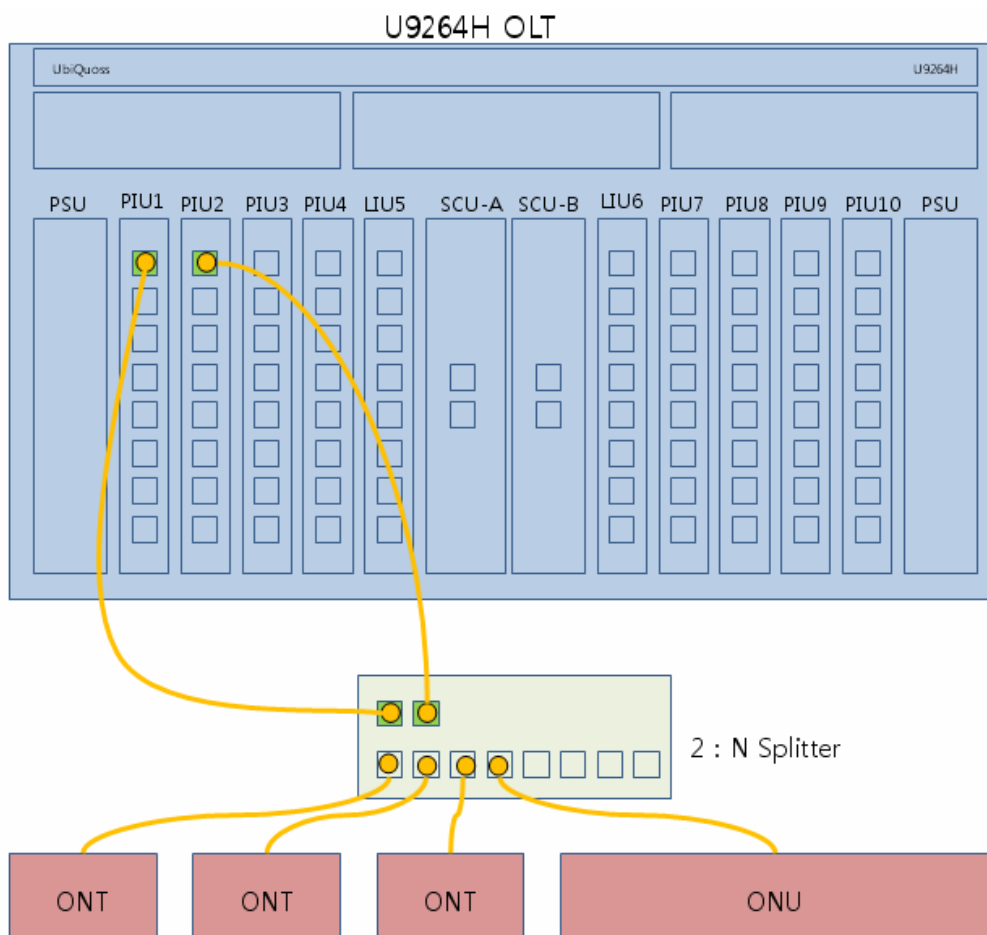 U9264H OLT
UbiQuoss U9264H
PSU PIU1 PIU2 PIU3 PIU4 LIU5 SCU-A SCU-B LIU6 PIU7 PIU8 PIU9 PIU10 PSU
2 : N Splitter
ONT ONT ONT ONU